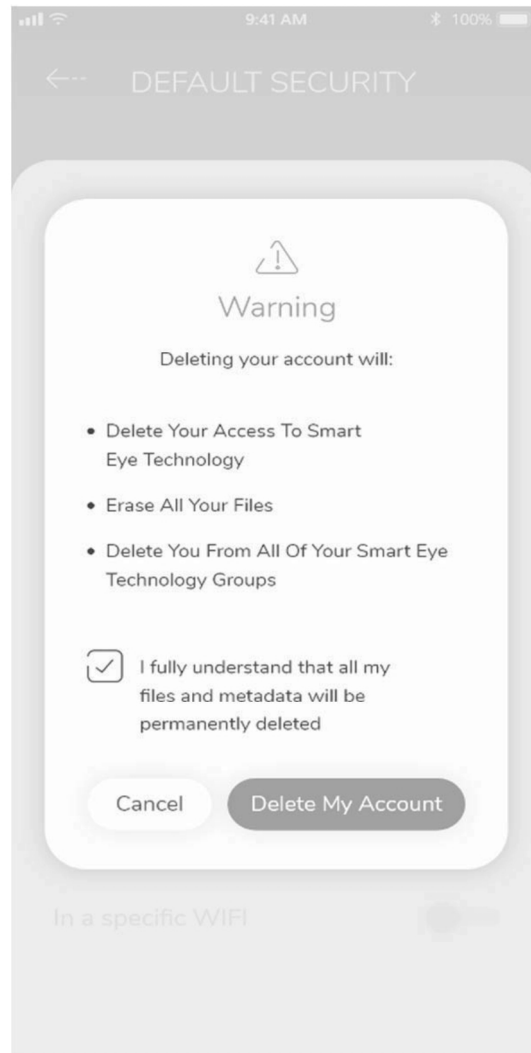 9:41 AM 100%
DEFAULT SECURITY
Warning
Deleting your account will:
• Delete Your Access To Smart
Eye Technology
• Erase All Your Files
• Delete You From All Of Your Smart Eye
Technology Groups
I fully understand that all my
files and metadata will be
permanently deleted
Cancel Delete My Account
In a specific WIFI